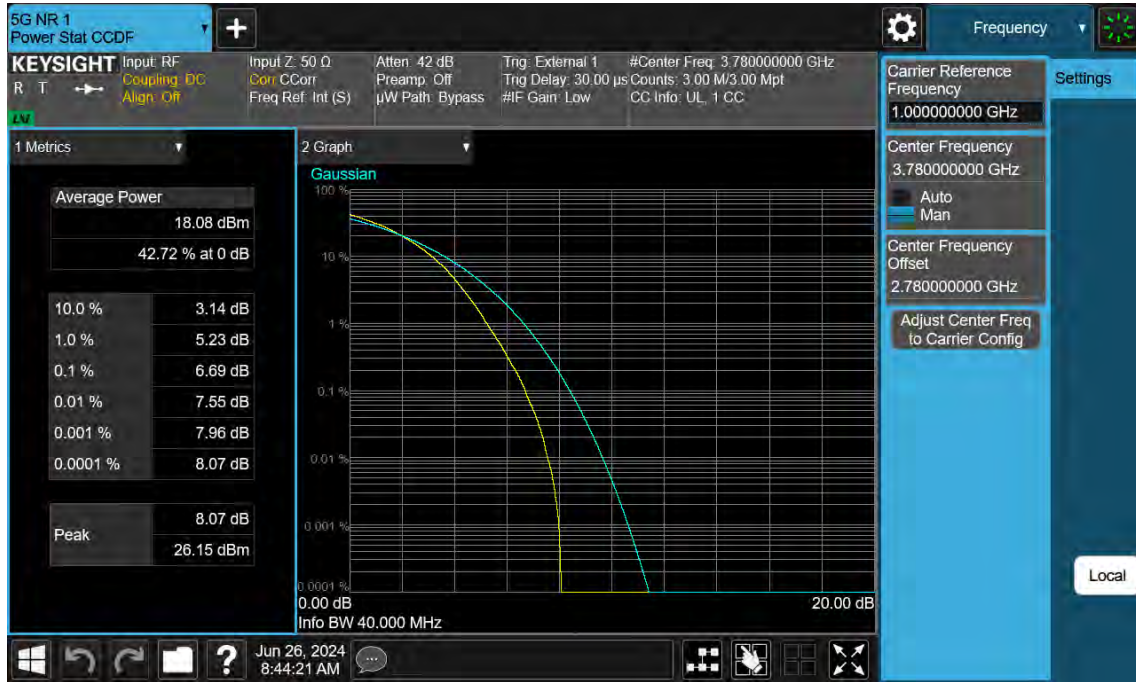 5G NR 1
Power Stat CCDF
+
Frequency
KEYSIGHT
R T
LXI
Input: RF
Coupling: DC
Align: Off
Input Z: 50 Ω
Corr CCorr
Freq Ref: Int (S)
Atten: 42 dB
Preamp: Off
µW Path: Bypass
Trig: External 1
Trig Delay: 30.00 µs
#IF Gain: Low
#Center Freq: 3.780000000 GHz
Counts: 3.00 M/3.00 Mpt
CC Info: UL, 1 CC
1 Metrics
Average Power
18.08 dBm
42.72 % at 0 dB
10.0 % 3.14 dB
1.0 % 5.23 dB
0.1 % 6.69 dB
0.01 % 7.55 dB
0.001 % 7.96 dB
0.0001 % 8.07 dB
Peak
8.07 dB
26.15 dBm
2 Graph
Gaussian
100 %
10 %
1 %
0.1 %
0.01 %
0.001 %
0.0001 %
0.00 dB 20.00 dB
Info BW 40.000 MHz
Carrier Reference
Frequency
1.000000000 GHz
Center Frequency
3.780000000 GHz
Auto
Man
Center Frequency
Offset
2.780000000 GHz
Adjust Center Freq
to Carrier Config
Settings
Local
?
Jun 26, 2024
8:44:21 AM